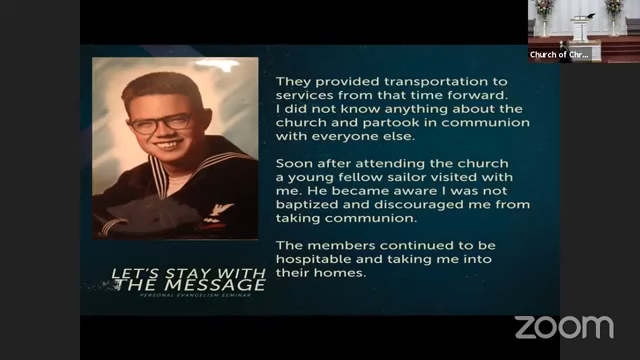 Church of Chr...
They provided transportation to
services from that time forward.
I did not know anything about the
church and partook in communion
with everyone else.
Soon after attending the church
a young fellow sailor visited with
me. He became aware I was not
baptized and discouraged me from
taking communion.
The members continued to be
hospitable and taking me into
their homes.
LET'S STAY WITH
THE MESSAGE
PERSONAL EVANGELISM SEMINAR
zoom